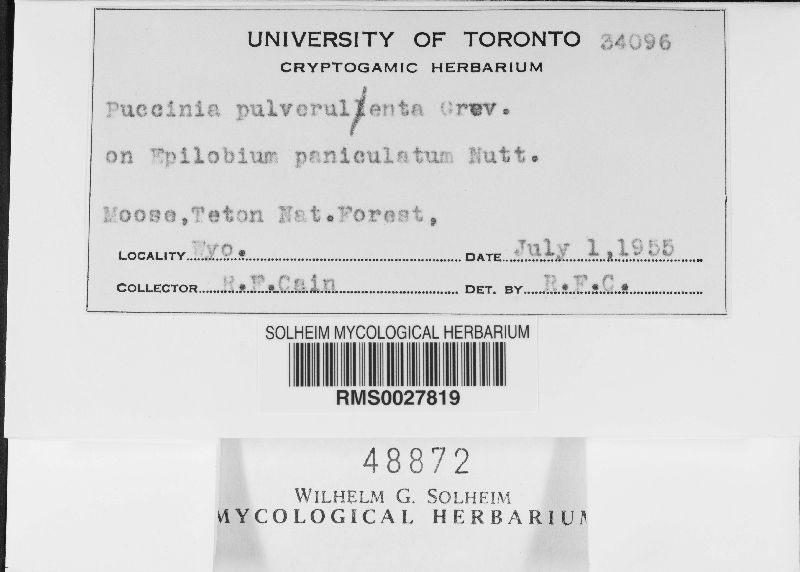 UNIVERSITY OF TORONTO 34096
CRYPTOGAMIC HERBARIUM
Puccinia pulverulenta Grev.
on Epilobium paniculatum Nutt.
Moose, Teton Nat. Forest,
LOCALITY Wyo. DATE July 1, 1955
COLLECTOR R.F.Cain DET. BY R.F.C.
SOLHEIM MYCOLOGICAL HERBARIUM
RMS0027819
48872
WILHELM G. SOLHEIM
MYCOLOGICAL HERBARIUM